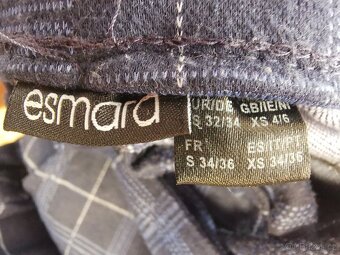 esmara
EUR/DE GB/IE/NI
S 32/34 XS 4/6
FR ES/IT/PT
S 34/36 XS 34/36